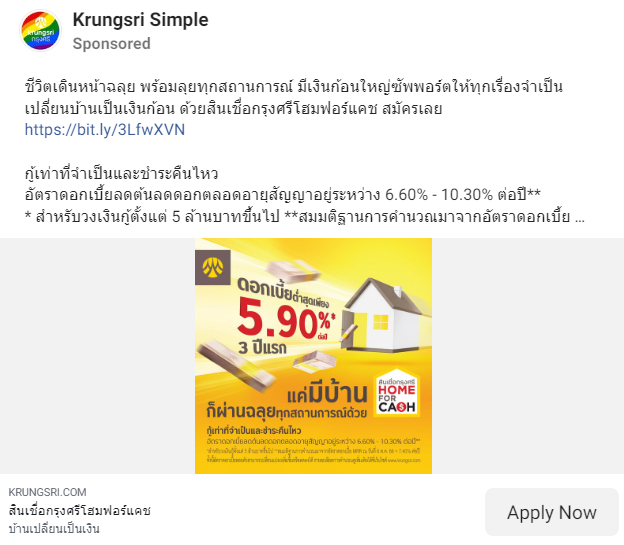 Krungsri Simple
Sponsored
krungsri
กรุงศรี
ชีวิตเดินหน้าฉลุย พร้อมลุยทุกสถานการณ์ มีเงินก้อนใหญ่ซัพพอร์ตให้ทุกเรื่องจำเป็น
เปลี่ยนบ้านเป็นเงินก้อน ด้วยสินเชื่อกรุงศรีโฮมฟอร์แคช สมัครเลย
https://bit.ly/3LfwXVN
กู้เท่าที่จำเป็นและชำระคืนไหว
อัตราดอกเบี้ยลดต้นลดดอกตลอดอายุสัญญาอยู่ระหว่าง 6.60% - 10.30% ต่อปี**
* สำหรับวงเงินกู้ตั้งแต่ 5 ล้านบาทขึ้นไป **สมมติฐานการคำนวณมาจากอัตราดอกเบี้ย ...
ดอกเบี้ยต่ำสุดเพียง
5.90%*
ต่อปี
3 ปีแรก
แค่มีบ้าน
ก็ผ่านฉลุยทุกสถานการณ์ด้วย
สินเชื่อกรุงศรี
HOME
FOR
CA$H
กู้เท่าที่จำเป็นและชำระคืนไหว
อัตราดอกเบี้ยลดต้นลดดอกตลอดอายุสัญญาอยู่ระหว่าง 6.60% - 10.30% ต่อปี**
KRUNGSRI.COM
สินเชื่อกรุงศรีโฮมฟอร์แคช
บ้านเปลี่ยนเป็นเงิน
Apply Now